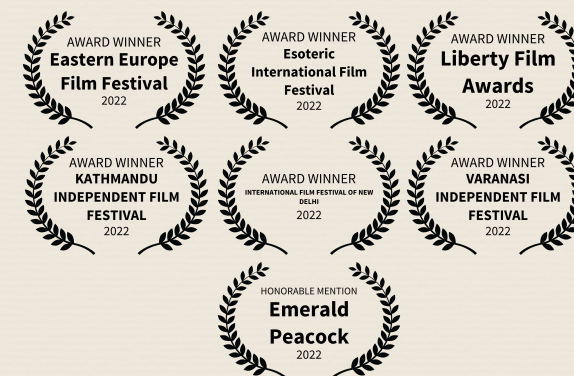 AWARD WINNER
Eastern Europe
Film Festival
2022
AWARD WINNER
Esoteric
International Film
Festival
2022
AWARD WINNER
Liberty Film
Awards
2022
AWARD WINNER
KATHMANDU
INDEPENDENT FILM
FESTIVAL
2022
AWARD WINNER
INTERNATIONAL FILM FESTIVAL OF NEW
DELHI
2022
AWARD WINNER
VARANASI
INDEPENDENT FILM
FESTIVAL
2022
HONORABLE MENTION
Emerald
Peacock
2022